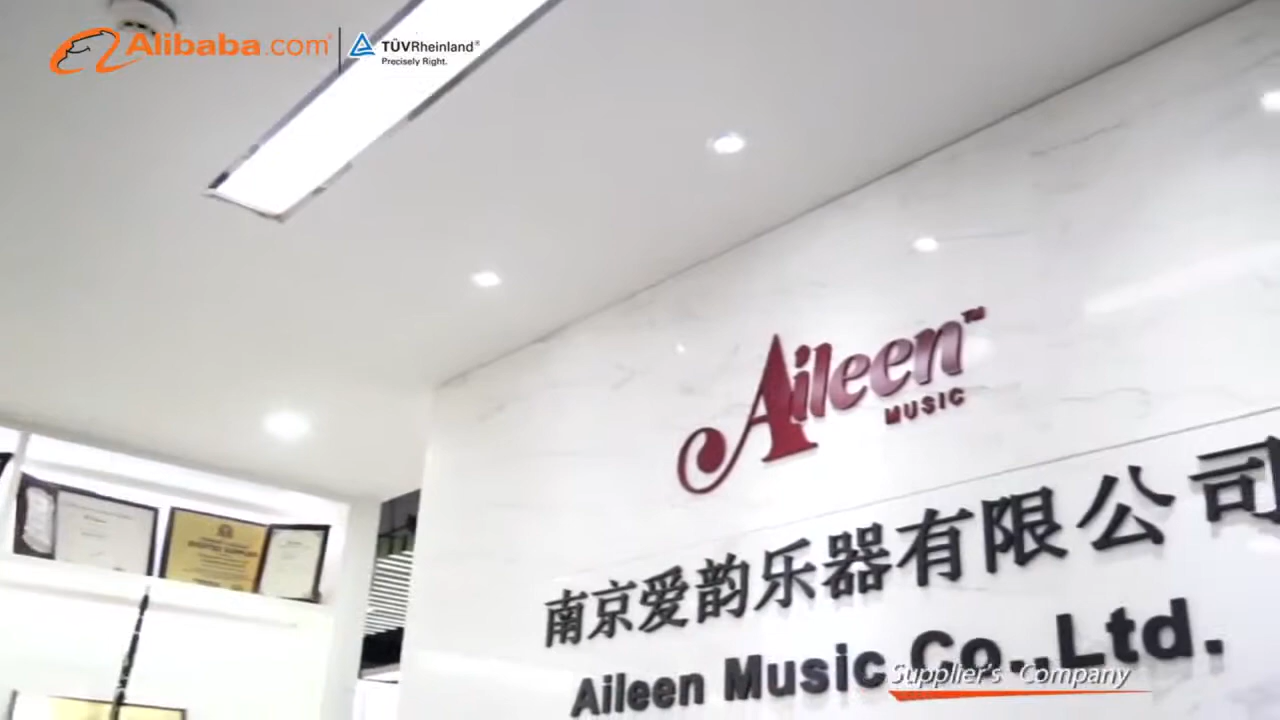 Alibaba.com
TÜVRheinland®
Precisely Right.
Aileen™
MUSIC
南京爱韵乐器有限公司
Aileen Music Co.,Ltd.
Supplier's Company